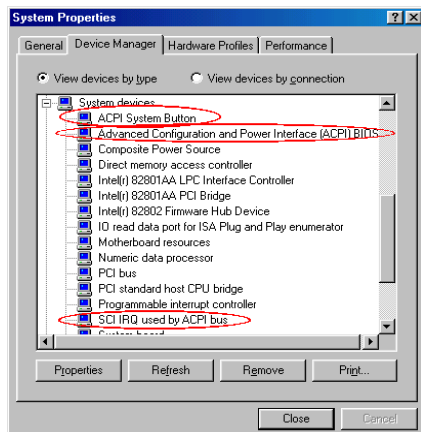 System Properties
General Device Manager Hardware Profiles Performance
View devices by type View devices by connection
System devices
ACPI System Button
Advanced Configuration and Power Interface (ACPI) BIOS
Composite Power Source
Direct memory access controller
Intel(r) 82801AA LPC Interface Controller
Intel(r) 82801AA PCI Bridge
Intel(r) 82802 Firmware Hub Device
IO read data port for ISA Plug and Play enumerator
Motherboard resources
Numeric data processor
PCI bus
PCI standard host CPU bridge
Programmable interrupt controller
SCI IRQ used by ACPI bus
System board
Properties Refresh Remove Print...
Close Cancel